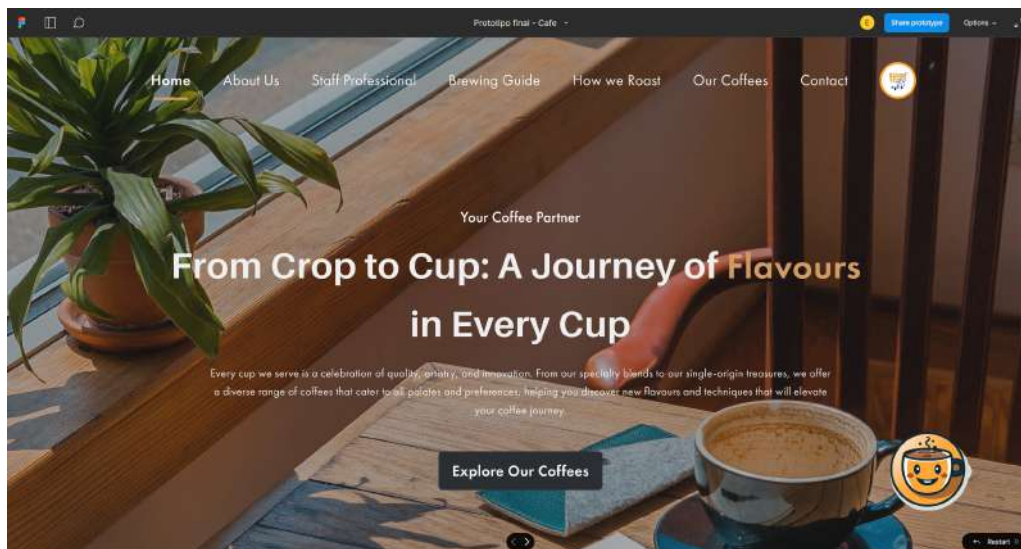 Prototipo final - Cafe
E
Share prototype
Options
Home About Us Staff Professional Brewing Guide How we Roast Our Coffees Contact
Your Coffee Partner
From Crop to Cup: A Journey of Flavours
in Every Cup
Every cup we serve is a celebration of quality, artistry, and innovation. From our specialty blends to our single-origin treasures, we offer
a diverse range of coffees that cater to all palates and preferences, helping you discover new flavours and techniques that will elevate
your coffee journey.
Explore Our Coffees
Restart